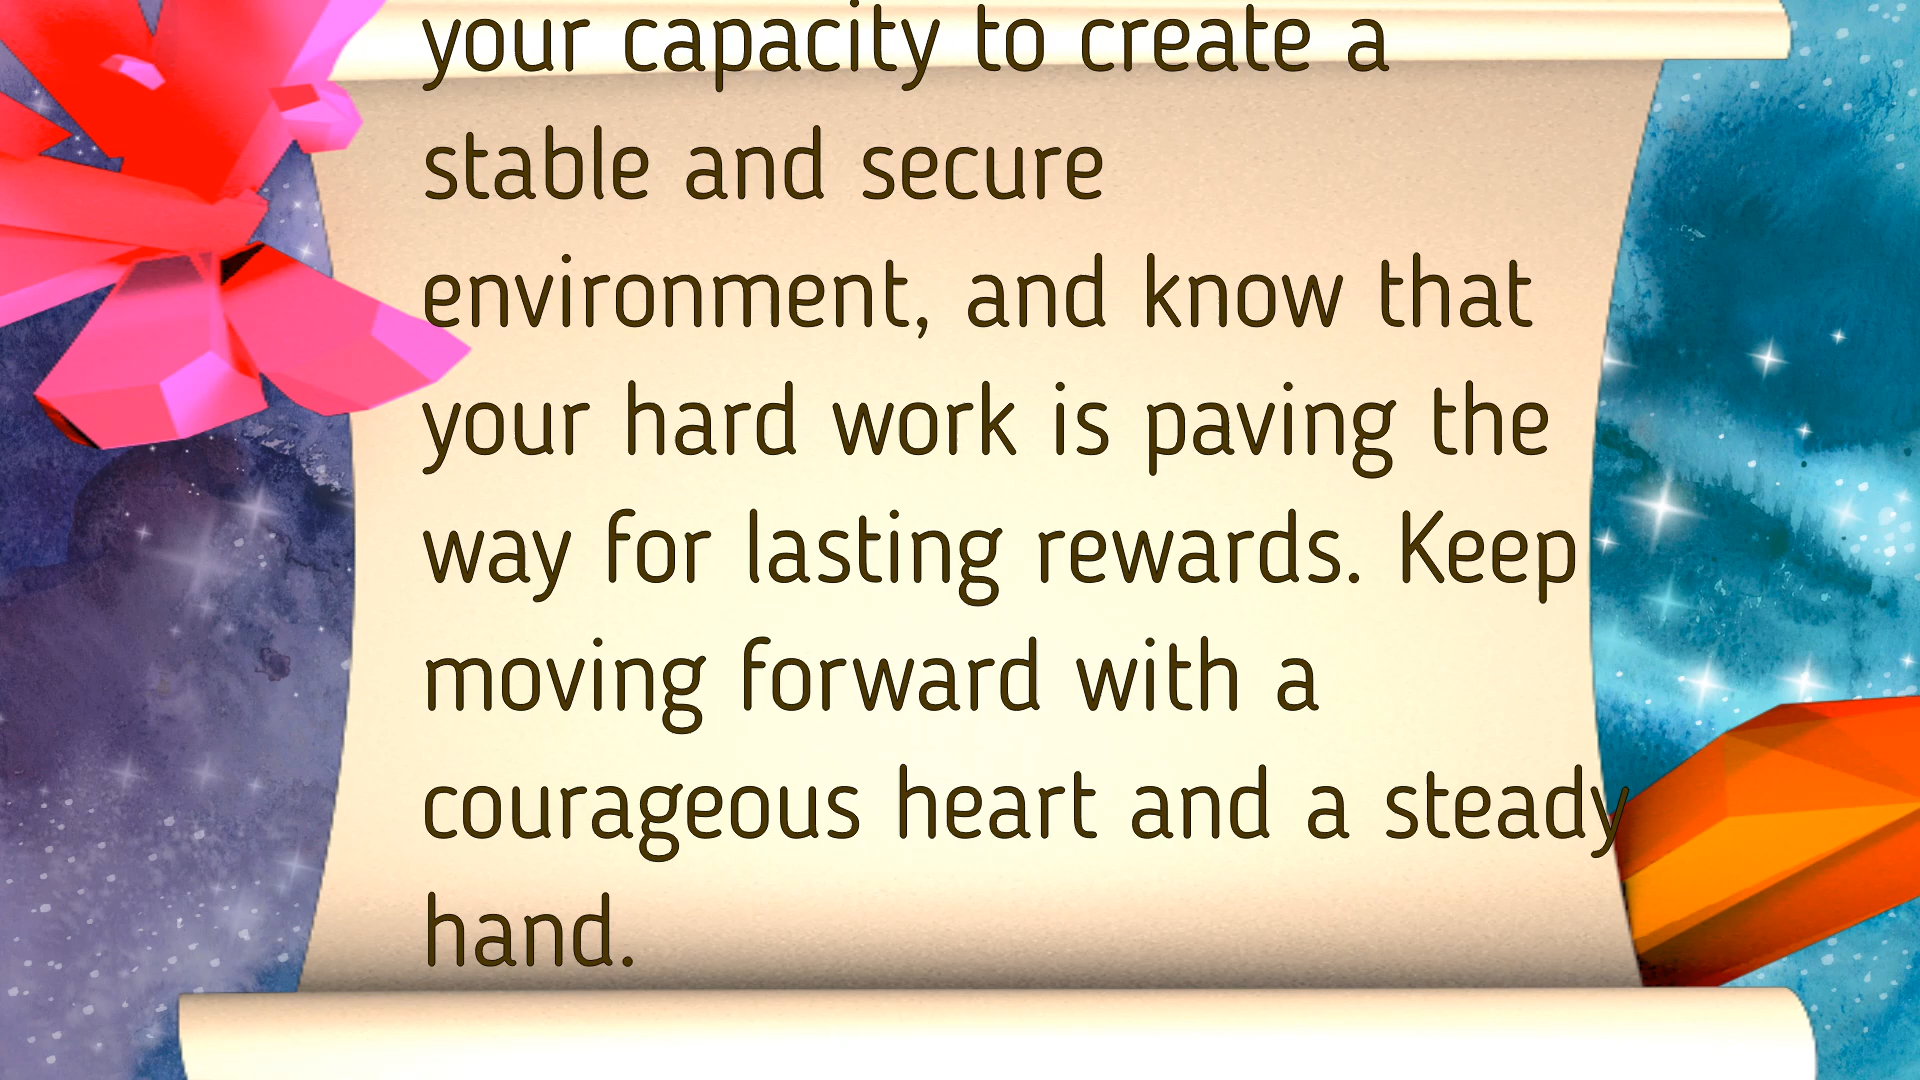 your capacity to create a
stable and secure
environment, and know that
your hard work is paving the
way for lasting rewards. Keep
moving forward with a
courageous heart and a steady
hand.